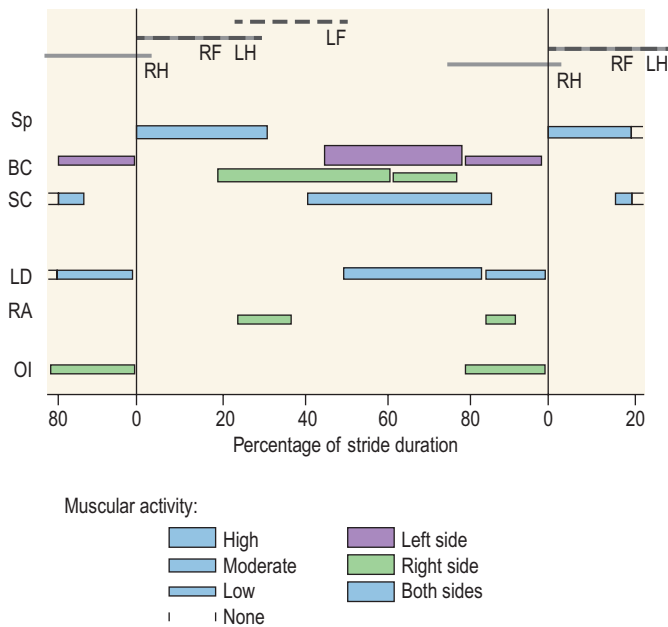 LF
RF LH
RF LH
RH
RH
Sp
BC
SC
LD
RA
OI
80 0 20 40 60 80 0 20
Percentage of stride duration
Muscular activity:
High
Left side
Moderate
Right side
Low
Both sides
None